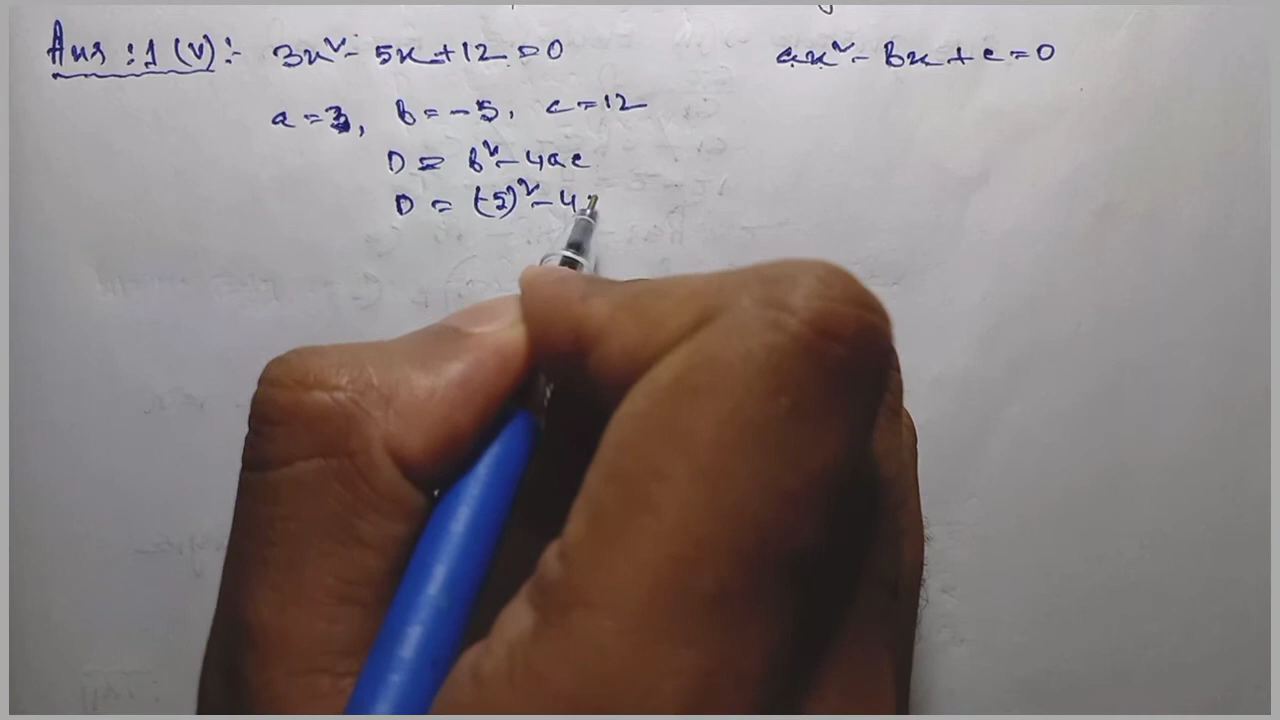 Ans : 1 (v) :- 3x² - 5x + 12 = 0
ax² - bx + c = 0
a = 3, b = -5, c = 12
D = b² - 4ac
D = (-5)² - 4